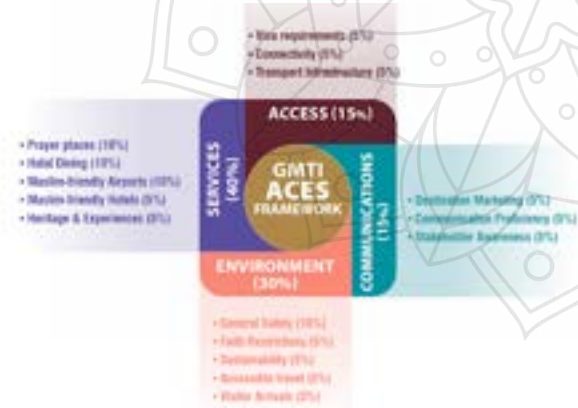 • Visa requirements (5%)
• Connectivity (5%)
• Transport Infrastructure (5%)
ACCESS (15%)
• Prayer places (10%)
• Halal Dining (10%)
• Muslim-friendly Airports (10%)
• Muslim-friendly Hotels (5%)
• Heritage & Experiences (5%)
SERVICES
(40%)
GMTI
ACES
FRAMEWORK
COMMUNICATIONS
(15%)
• Destination Marketing (5%)
• Communication Proficiency (5%)
• Stakeholder Awareness (5%)
ENVIRONMENT
(30%)
• General Safety (10%)
• Faith Restrictions (5%)
• Sustainability (5%)
• Accessible travel (5%)
• Visitor Arrivals (5%)